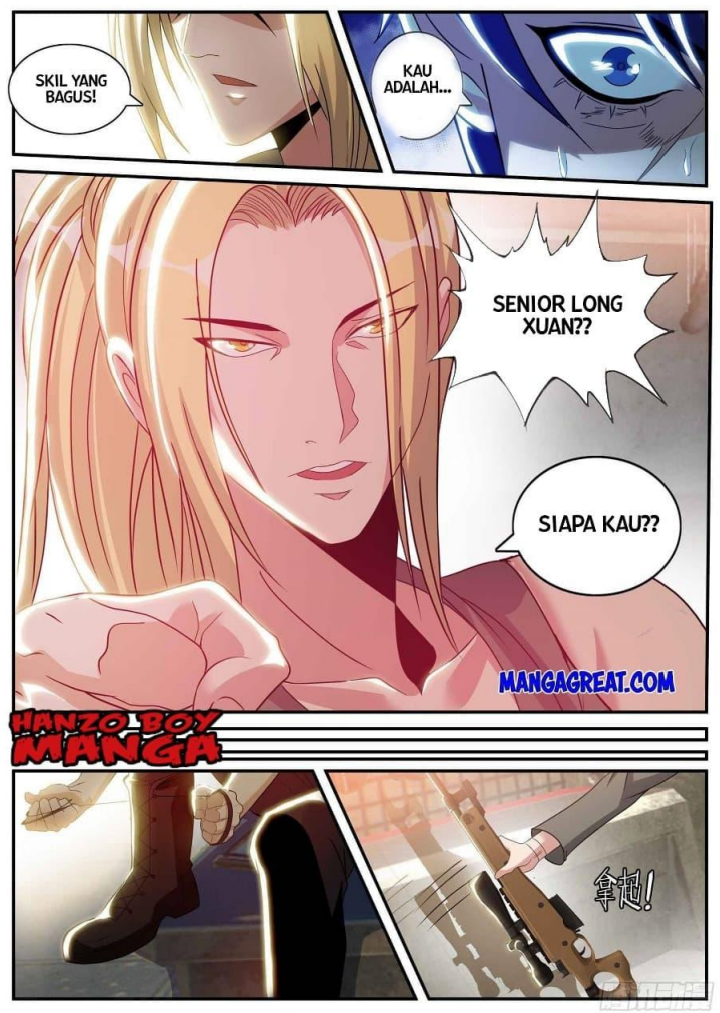 SKIL YANG
BAGUS!
KAU
ADALAH...
SENIOR LONG
XUAN??
SIAPA KAU??
MANGAGREAT.COM
HANZO BOY
MANGA
拿起!